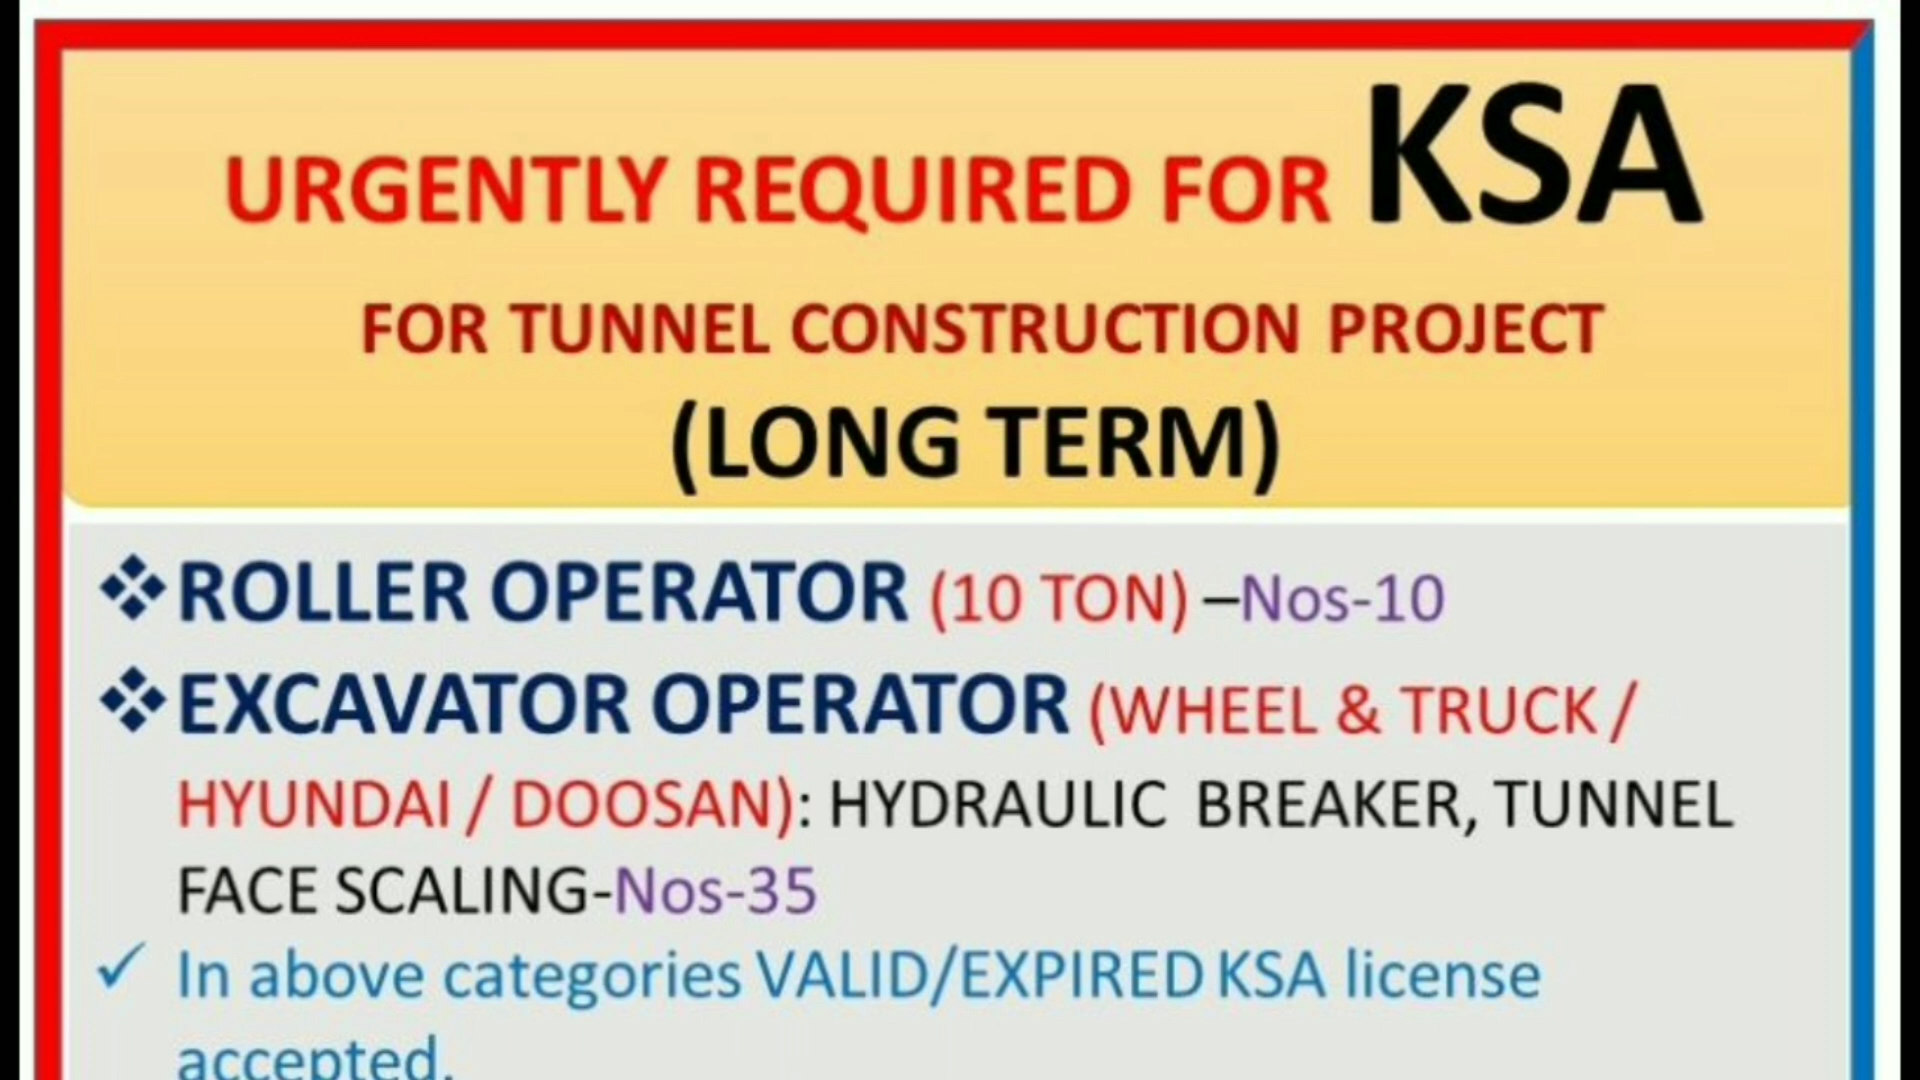 URGENTLY REQUIRED FOR KSA
FOR TUNNEL CONSTRUCTION PROJECT
(LONG TERM)
❖ROLLER OPERATOR (10 TON) –Nos-10
❖EXCAVATOR OPERATOR (WHEEL & TRUCK /
HYUNDAI / DOOSAN): HYDRAULIC BREAKER, TUNNEL
FACE SCALING-Nos-35
✓ In above categories VALID/EXPIRED KSA license
accepted.